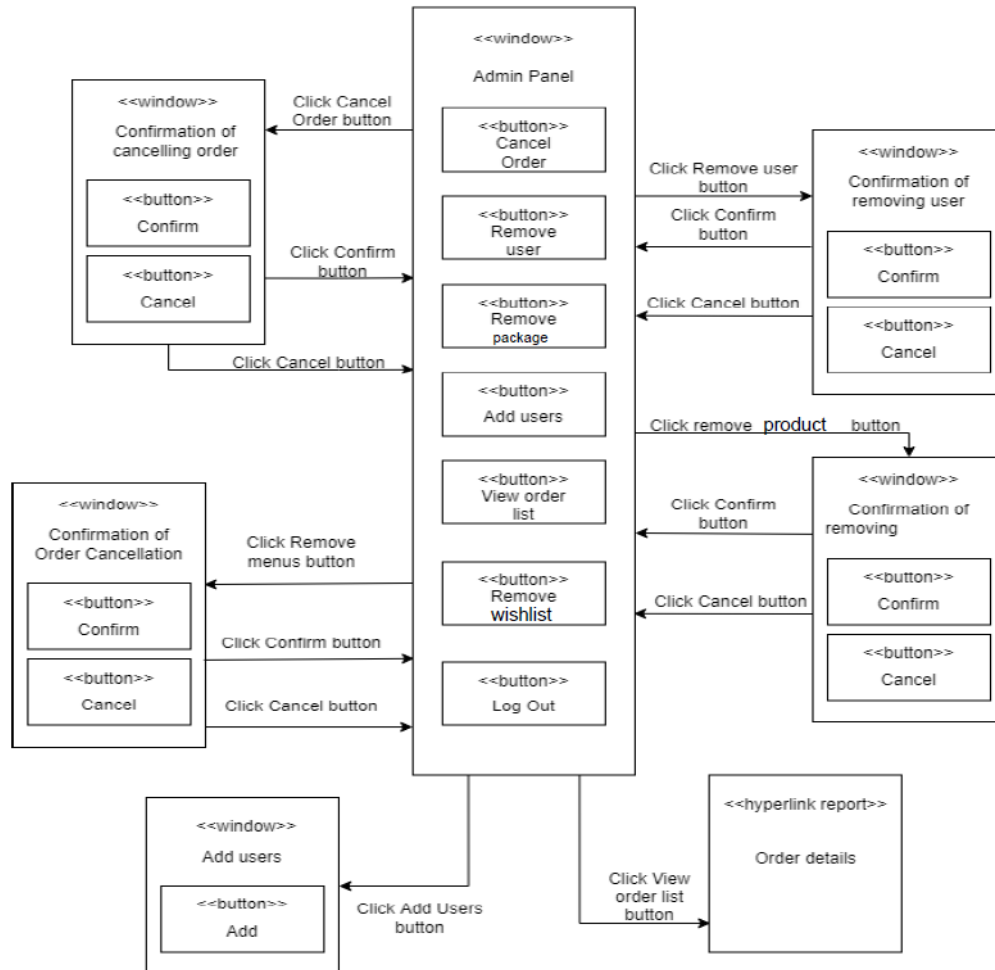 <<window>>
Admin Panel
<<button>>
Cancel
Order
<<button>>
Remove
user
<<button>>
Remove
package
<<button>>
Add users
<<button>>
View order
list
<<button>>
Remove
wishlist
<<button>>
Log Out
<<window>>
Confirmation of
cancelling order
<<button>>
Confirm
<<button>>
Cancel
Click Cancel
Order button
Click Confirm
button
Click Cancel button
<<window>>
Confirmation of
Order Cancellation
<<button>>
Confirm
<<button>>
Cancel
Click Remove
menus button
Click Confirm button
Click Cancel button
<<window>>
Add users
<<button>>
Add
Click Add Users
button
Click Remove user
button
Click Confirm
button
Click Cancel button
<<window>>
Confirmation of
removing user
<<button>>
Confirm
<<button>>
Cancel
Click remove product button
Click Confirm
button
Click Cancel button
<<window>>
Confirmation of
removing
<<button>>
Confirm
<<button>>
Cancel
Click View
order list
button
<<hyperlink report>>
Order details